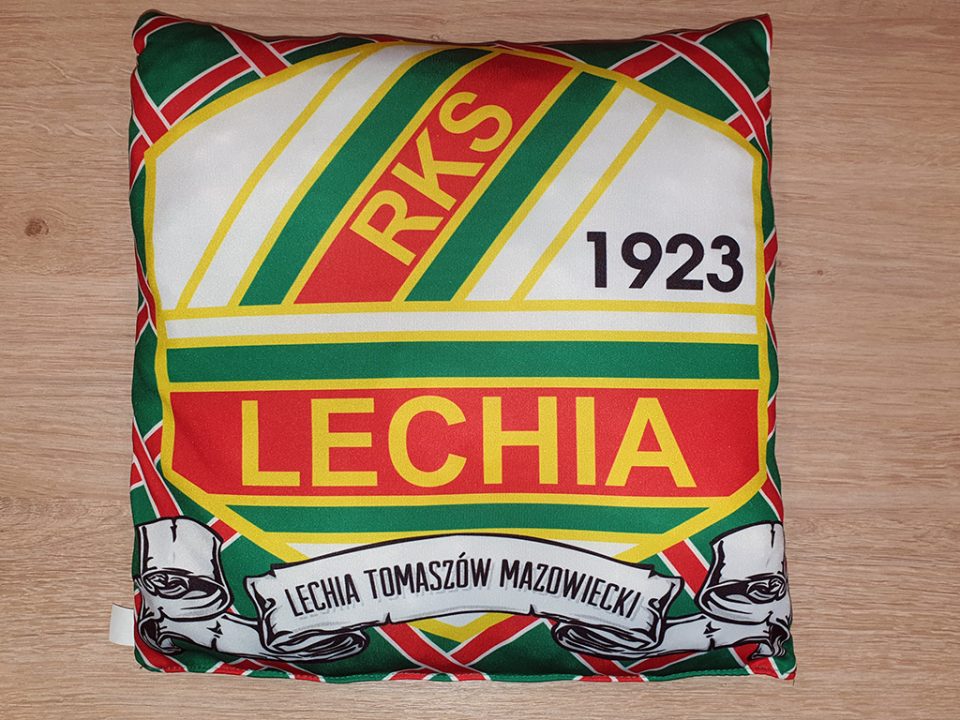 RKS
1923
LECHIA
LECHIA TOMASZÓW MAZOWIECKI